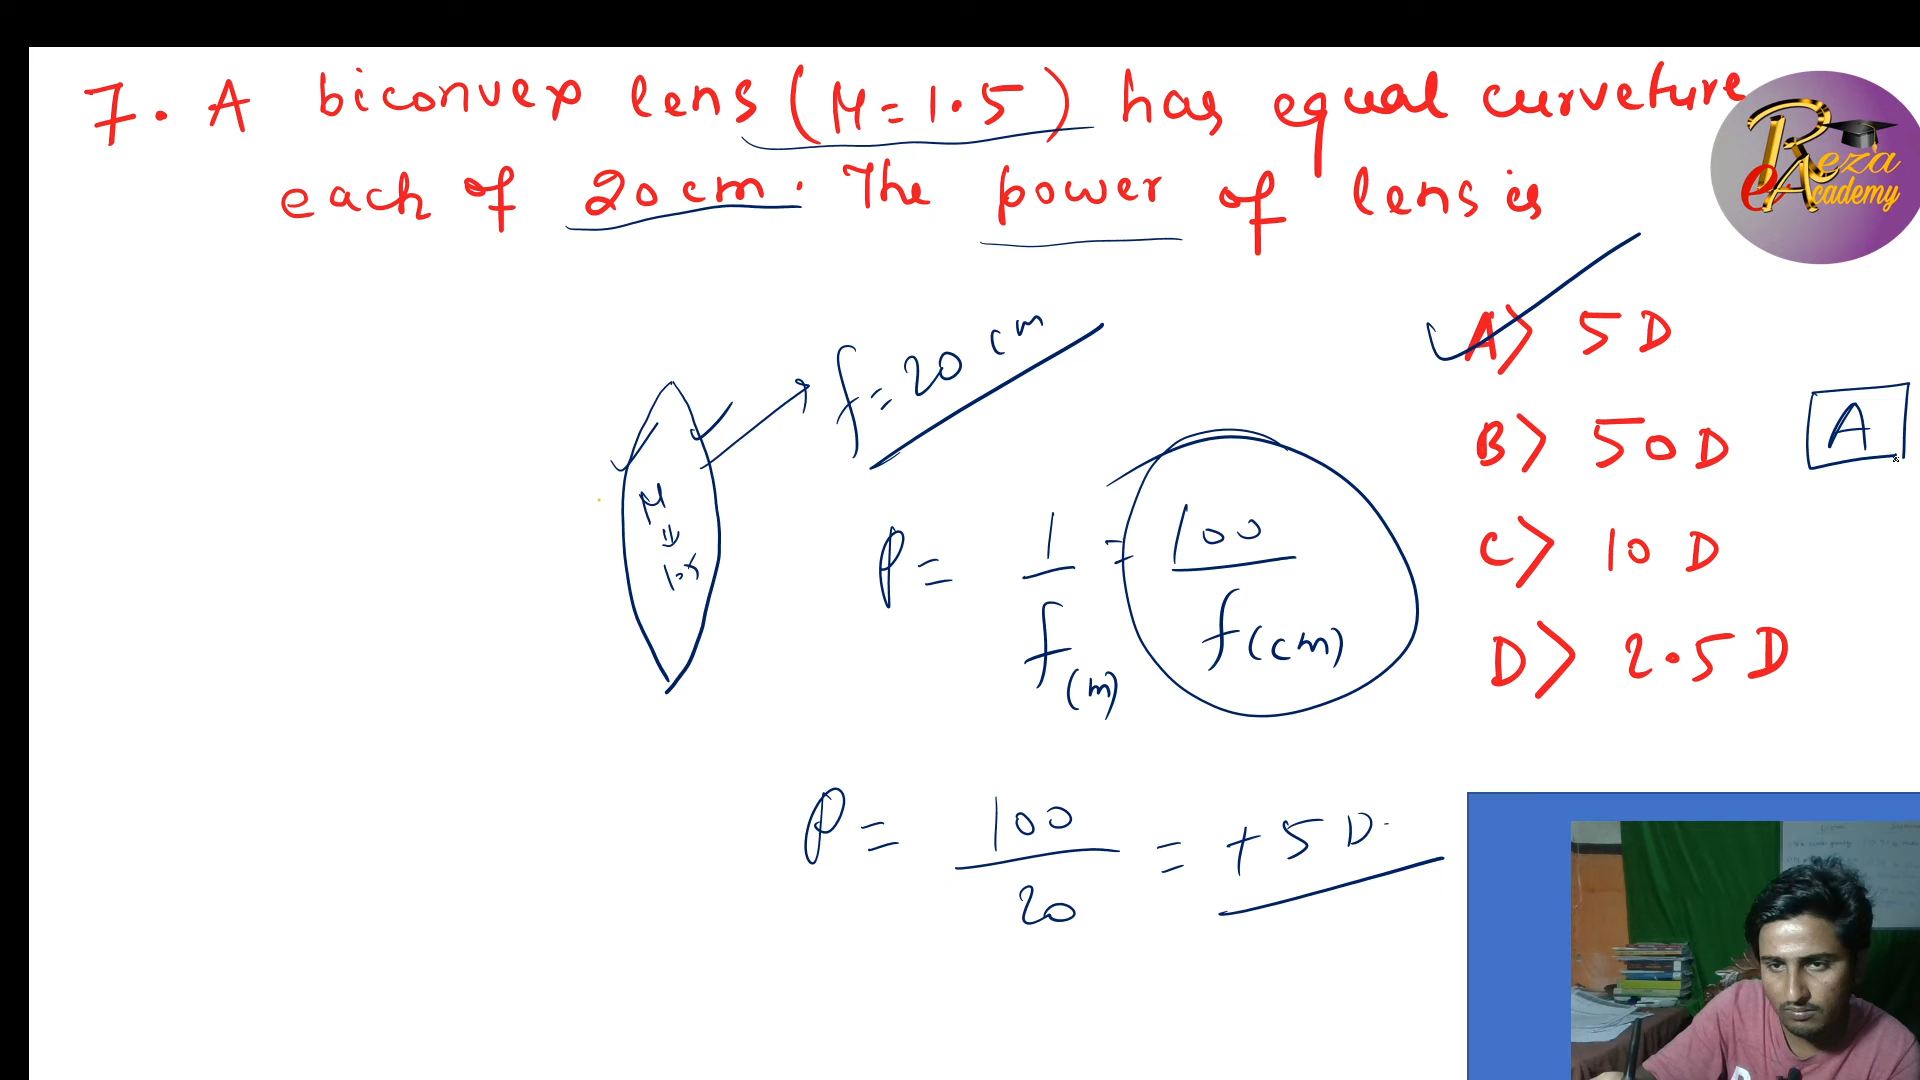 7. A biconvex lens (μ = 1.5) has equal curveture
each of 20 cm. The power of lens is
Reza
e-Academy
A> 5 D
B> 50 D
C> 10 D
D> 2.5 D
A
f = 20 cm
μ
1.5
P = 1/f(m) = 100/f(cm)
P = 100/20 = +5 D.